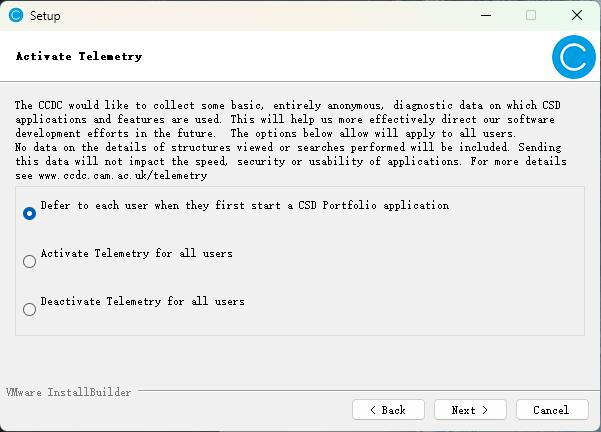 Setup
Activate Telemetry
The CCDC would like to collect some basic, entirely anonymous, diagnostic data on which CSD
applications and features are used. This will help us more effectively direct our software
development efforts in the future.  The options below allow will apply to all users.
No data on the details of structures viewed or searches performed will be included. Sending
this data will not impact the speed, security or usability of applications. For more details
see www.ccdc.cam.ac.uk/telemetry
Defer to each user when they first start a CSD Portfolio application
Activate Telemetry for all users
Deactivate Telemetry for all users
VMware InstallBuilder
< Back
Next >
Cancel